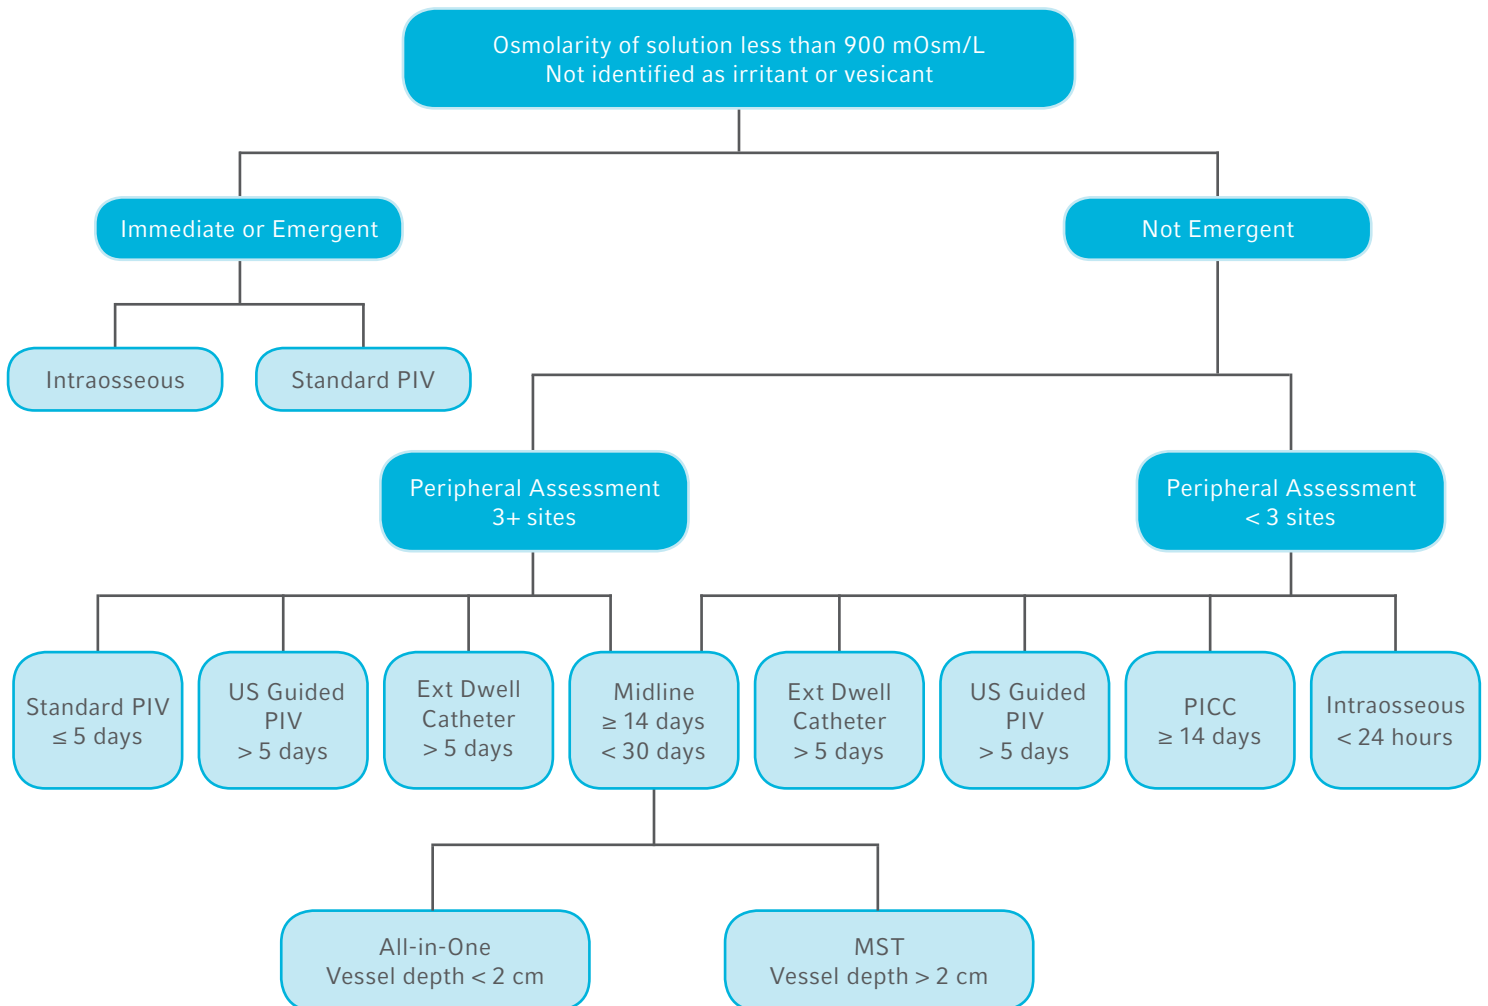 Osmolarity of solution less than 900 mOsm/L
Not identified as irritant or vesicant
Immediate or Emergent
Not Emergent
Intraosseous
Standard PIV
Peripheral Assessment
3+ sites
Peripheral Assessment
< 3 sites
Standard PIV
≤ 5 days
US Guided
PIV
> 5 days
Ext Dwell
Catheter
> 5 days
Midline
≥ 14 days
< 30 days
Ext Dwell
Catheter
> 5 days
US Guided
PIV
> 5 days
PICC
≥ 14 days
Intraosseous
< 24 hours
All-in-One
Vessel depth < 2 cm
MST
Vessel depth > 2 cm